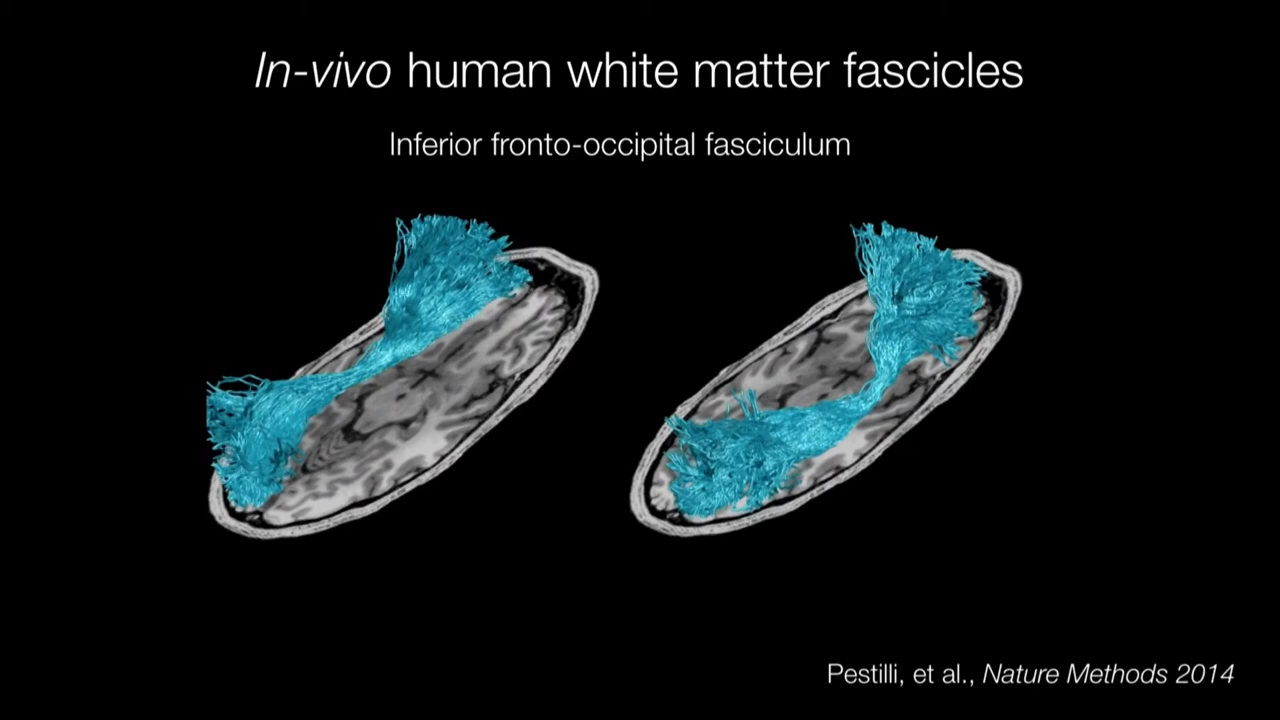 In-vivo human white matter fascicles
Inferior fronto-occipital fasciculum
Pestilli, et al., Nature Methods 2014